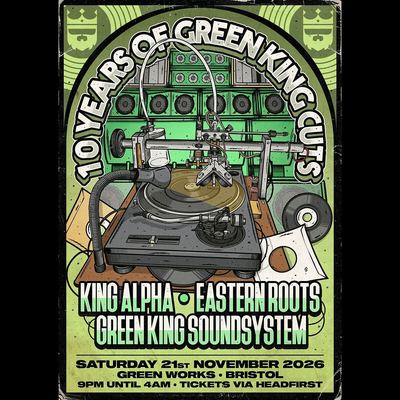 10 YEARS OF GREEN KING CUTS
KING ALPHA • EASTERN ROOTS
GREEN KING SOUNDSYSTEM
SATURDAY 21ST NOVEMBER 2026
GREEN WORKS • BRISTOL
9PM UNTIL 4AM • TICKETS VIA HEADFIRST